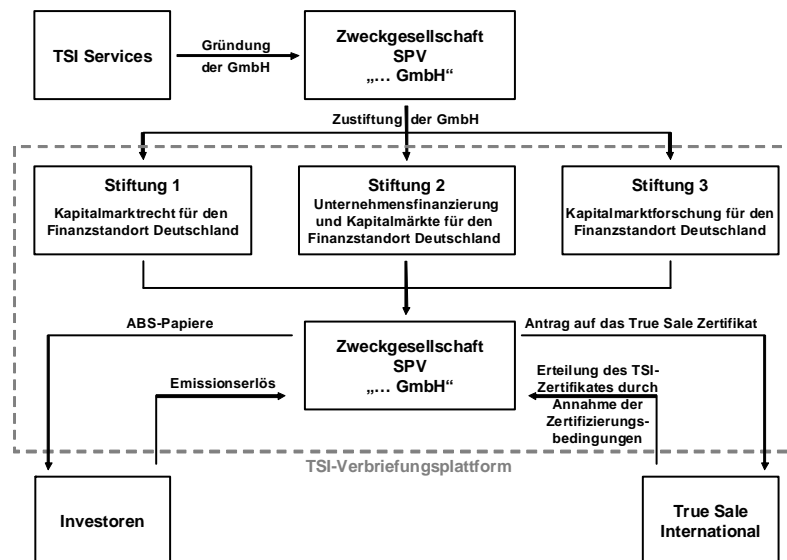 TSI Services
Gründung
der GmbH
Zweckgesellschaft
SPV
„... GmbH“
Zustiftung der GmbH
Stiftung 1
Kapitalmarktrecht für den
Finanzstandort Deutschland
Stiftung 2
Unternehmensfinanzierung
und Kapitalmärkte für den
Finanzstandort Deutschland
Stiftung 3
Kapitalmarktforschung für den
Finanzstandort Deutschland
ABS-Papiere
Emissionserlös
Zweckgesellschaft
SPV
„... GmbH“
Antrag auf das True Sale Zertifikat
Erteilung des TSI-
Zertifikates durch
Annahme der
Zertifizierungs-
bedingungen
TSI-Verbriefungsplattform
Investoren
True Sale
International